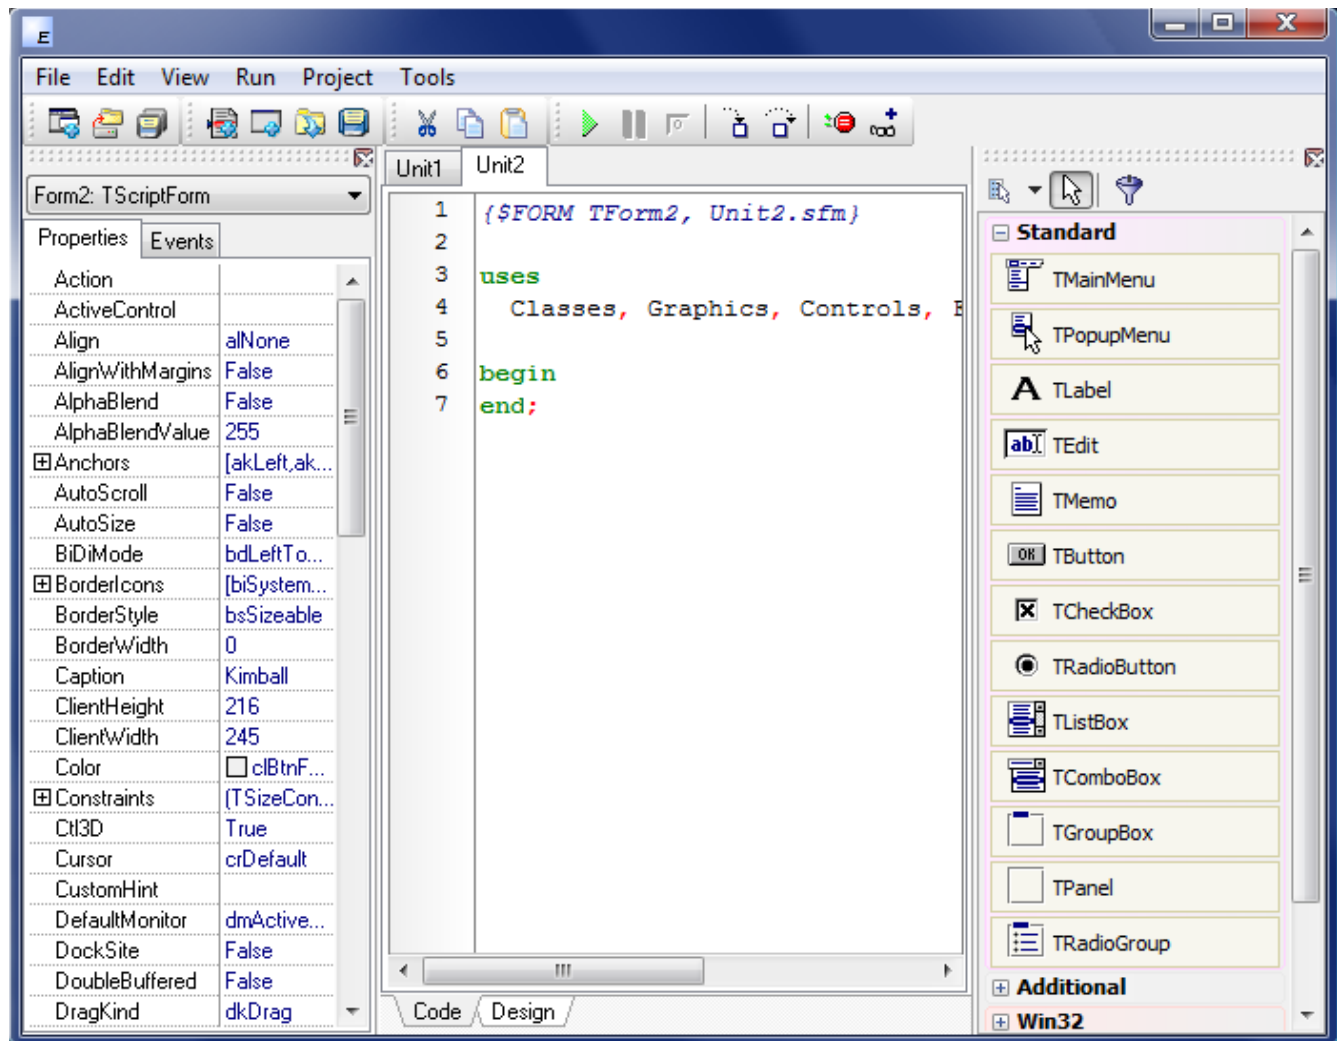 E
File Edit View Run Project Tools
Form2: TScriptForm
Properties Events
Action
ActiveControl
Align alNone
AlignWithMargins False
AlphaBlend False
AlphaBlendValue 255
Anchors [akLeft,ak...
AutoScroll False
AutoSize False
BiDiMode bdLeftTo...
BorderIcons [biSystem...
BorderStyle bsSizeable
BorderWidth 0
Caption Kimball
ClientHeight 216
ClientWidth 245
Color clBtnF...
Constraints (TSizeCon...
Ctl3D True
Cursor crDefault
CustomHint
DefaultMonitor dmActive...
DockSite False
DoubleBuffered False
DragKind dkDrag
Unit1 Unit2
1 {$FORM TForm2, Unit2.sfm}
2
3 uses
4 Classes, Graphics, Controls,
5
6 begin
7 end;
Code Design
Standard
TMainMenu
TPopupMenu
A TLabel
ab TEdit
TMemo
OK TButton
TCheckBox
TRadioButton
TListBox
TComboBox
TGroupBox
TPanel
TRadioGroup
Additional
Win32